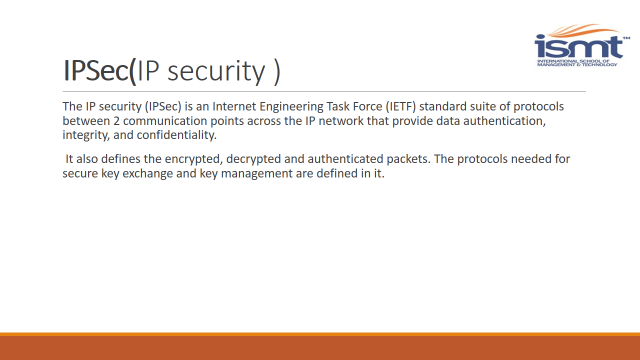 ismt™
INTERNATIONAL SCHOOL OF
MANAGEMENT & TECHNOLOGY
IPSec(IP security )
The IP security (IPSec) is an Internet Engineering Task Force (IETF) standard suite of protocols
between 2 communication points across the IP network that provide data authentication,
integrity, and confidentiality.
It also defines the encrypted, decrypted and authenticated packets. The protocols needed for
secure key exchange and key management are defined in it.